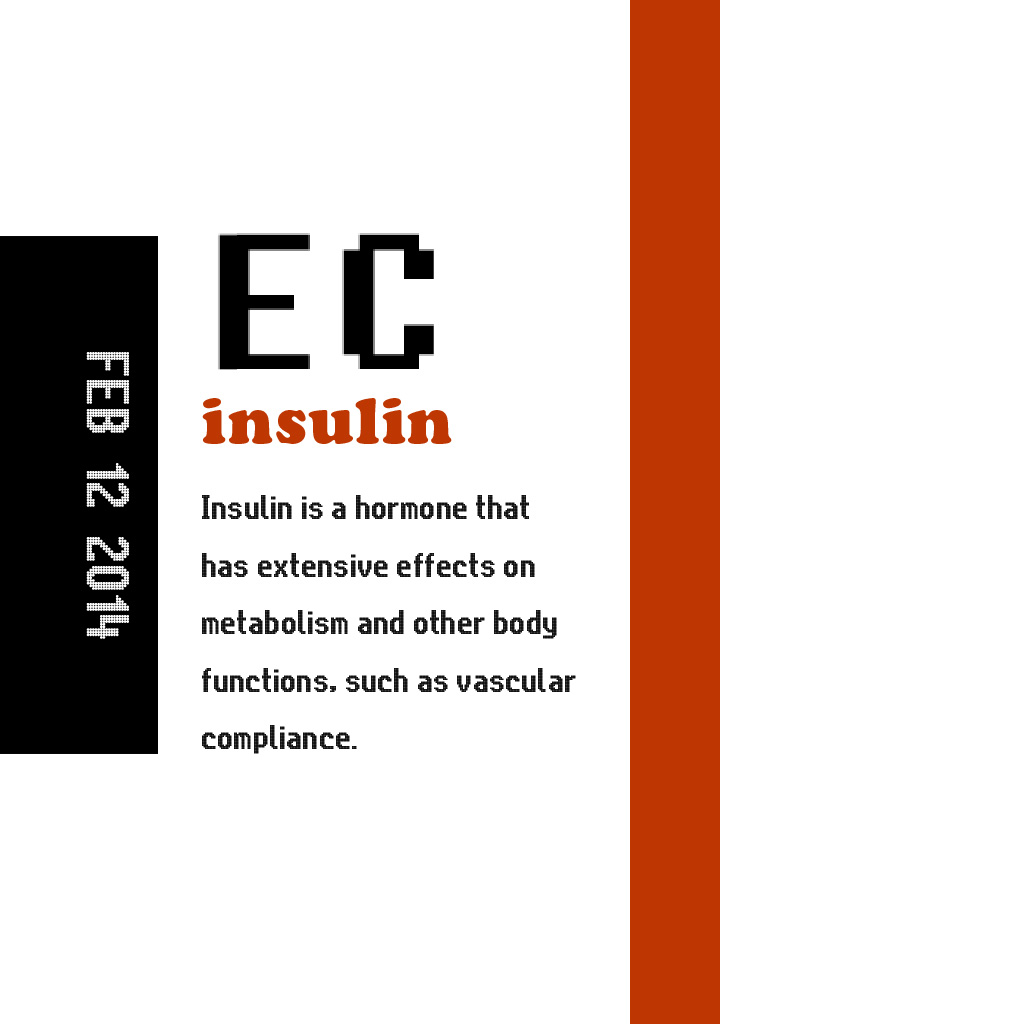 FEB 12 2014
EC
insulin
Insulin is a hormone that
has extensive effects on
metabolism and other body
functions, such as vascular
compliance.